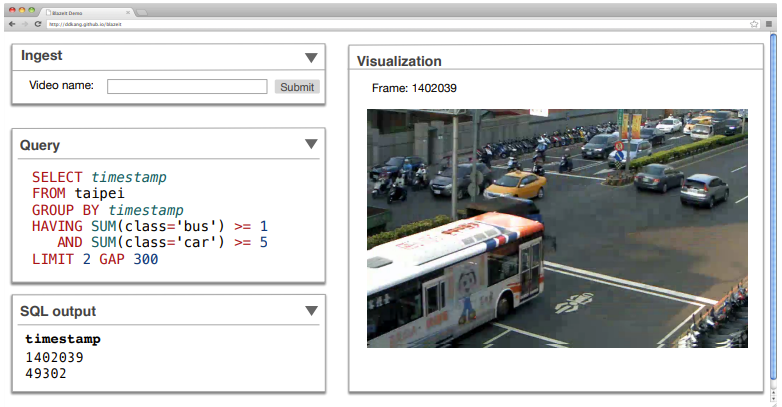 BlazeIt Demo
http://ddkang.github.io/blazeit
Ingest
Video name:
Submit
Query
SELECT timestamp
FROM taipei
GROUP BY timestamp
HAVING SUM(class='bus') >= 1
AND SUM(class='car') >= 5
LIMIT 2 GAP 300
SQL output
timestamp
1402039
49302
Visualization
Frame: 1402039